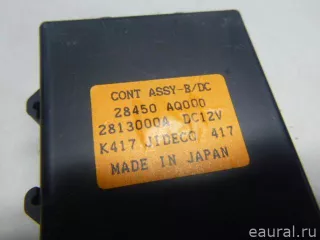 CONT ASSY-B/DC
28450 AQ000
2813000A DC12V
K417 JIDECO 417
MADE IN JAPAN
eaural.ru